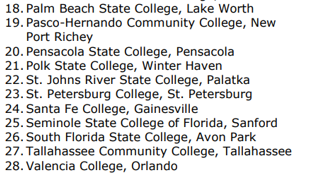 18. Palm Beach State College, Lake Worth
19. Pasco-Hernando Community College, New
Port Richey
20. Pensacola State College, Pensacola
21. Polk State College, Winter Haven
22. St. Johns River State College, Palatka
23. St. Petersburg College, St. Petersburg
24. Santa Fe College, Gainesville
25. Seminole State College of Florida, Sanford
26. South Florida State College, Avon Park
27. Tallahassee Community College, Tallahassee
28. Valencia College, Orlando